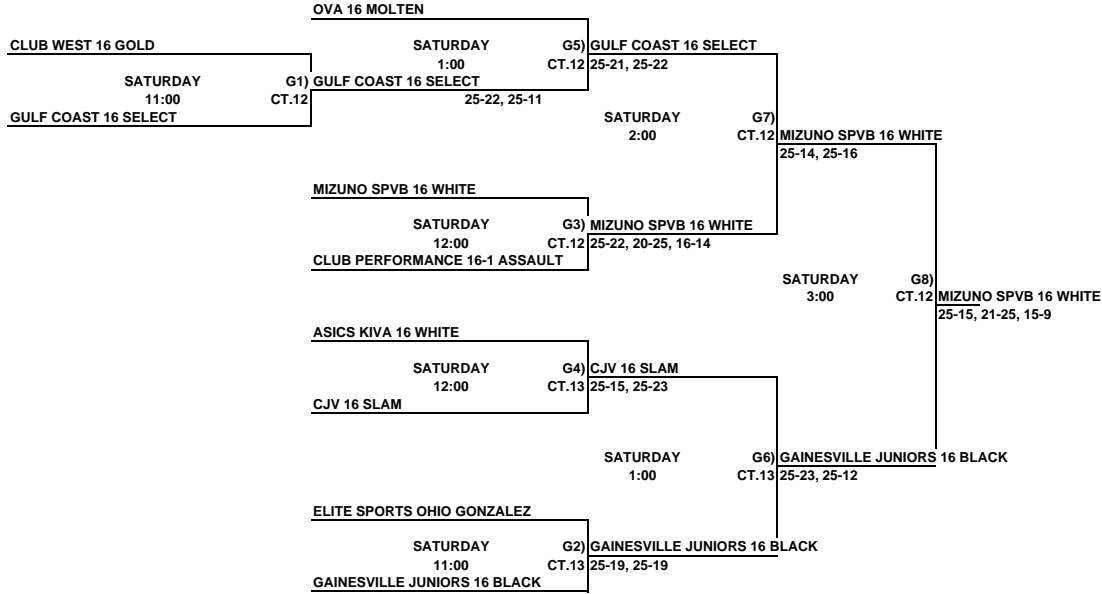 OVA 16 MOLTEN
CLUB WEST 16 GOLD
SATURDAY
1:00
G5) GULF COAST 16 SELECT
CT.12 25-21, 25-22
SATURDAY
11:00
G1) GULF COAST 16 SELECT
CT.12
25-22, 25-11
GULF COAST 16 SELECT
SATURDAY
2:00
G7)
CT.12 MIZUNO SPVB 16 WHITE
25-14, 25-16
MIZUNO SPVB 16 WHITE
SATURDAY
12:00
G3) MIZUNO SPVB 16 WHITE
CT.12 25-22, 20-25, 16-14
CLUB PERFORMANCE 16-1 ASSAULT
SATURDAY
3:00
G8)
CT.12 MIZUNO SPVB 16 WHITE
25-15, 21-25, 15-9
ASICS KIVA 16 WHITE
SATURDAY
12:00
G4) CJV 16 SLAM
CT.13 25-15, 25-23
CJV 16 SLAM
SATURDAY
1:00
G6) GAINESVILLE JUNIORS 16 BLACK
CT.13 25-23, 25-12
ELITE SPORTS OHIO GONZALEZ
SATURDAY
11:00
G2) GAINESVILLE JUNIORS 16 BLACK
CT.13 25-19, 25-19
GAINESVILLE JUNIORS 16 BLACK